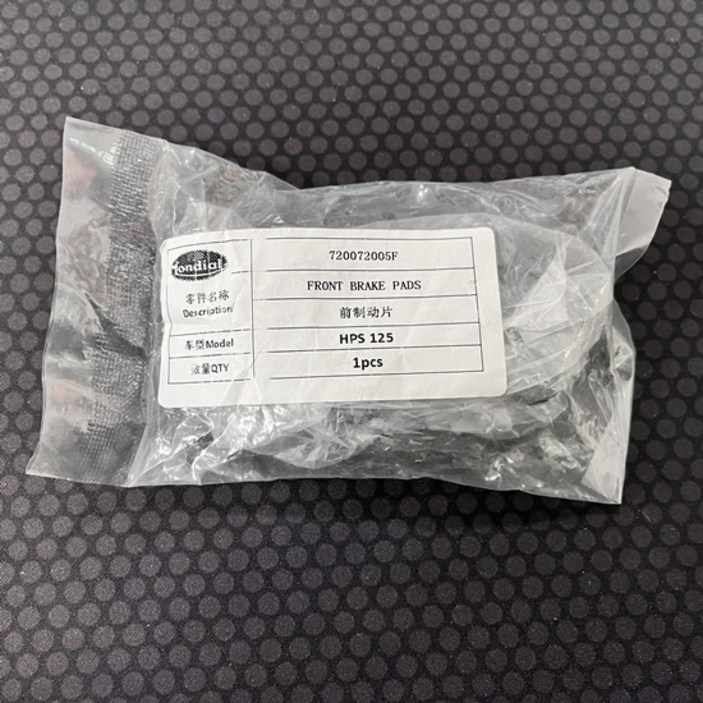 Mondial
720072005F
零件名称
Description
FRONT BRAKE PADS
前制动片
车型Model
HPS 125
数量QTY
1pcs